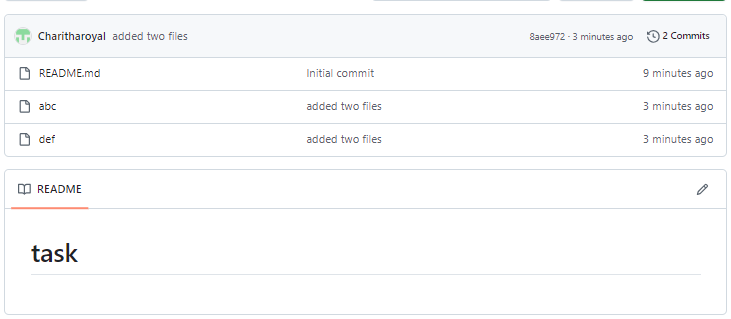 Charitharoyal added two files 8aee972 · 3 minutes ago 2 Commits
README.md Initial commit 9 minutes ago
abc added two files 3 minutes ago
def added two files 3 minutes ago
README
task